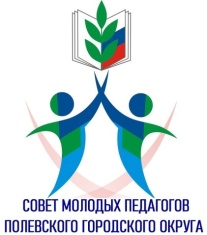 СОВЕТ МОЛОДЫХ ПЕДАГОГОВ
ПОЛЕВСКОГО ГОРОДСКОГО ОКРУГА